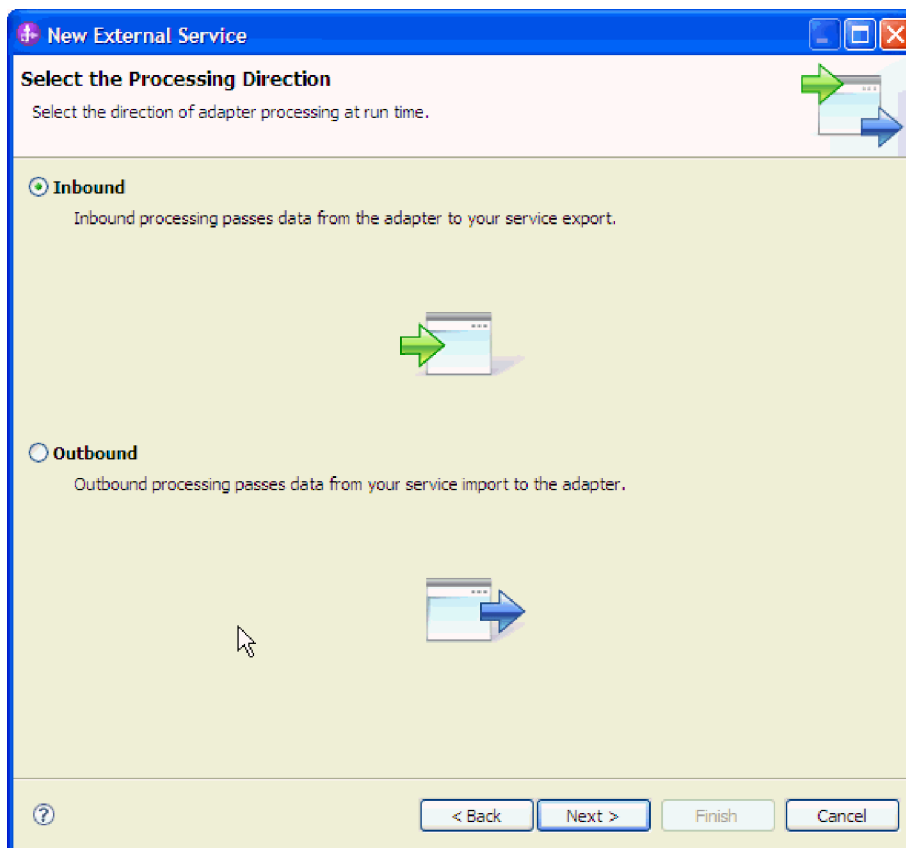 New External Service
Select the Processing Direction
Select the direction of adapter processing at run time.
Inbound
Inbound processing passes data from the adapter to your service export.
Outbound
Outbound processing passes data from your service import to the adapter.
?
< Back Next > Finish Cancel